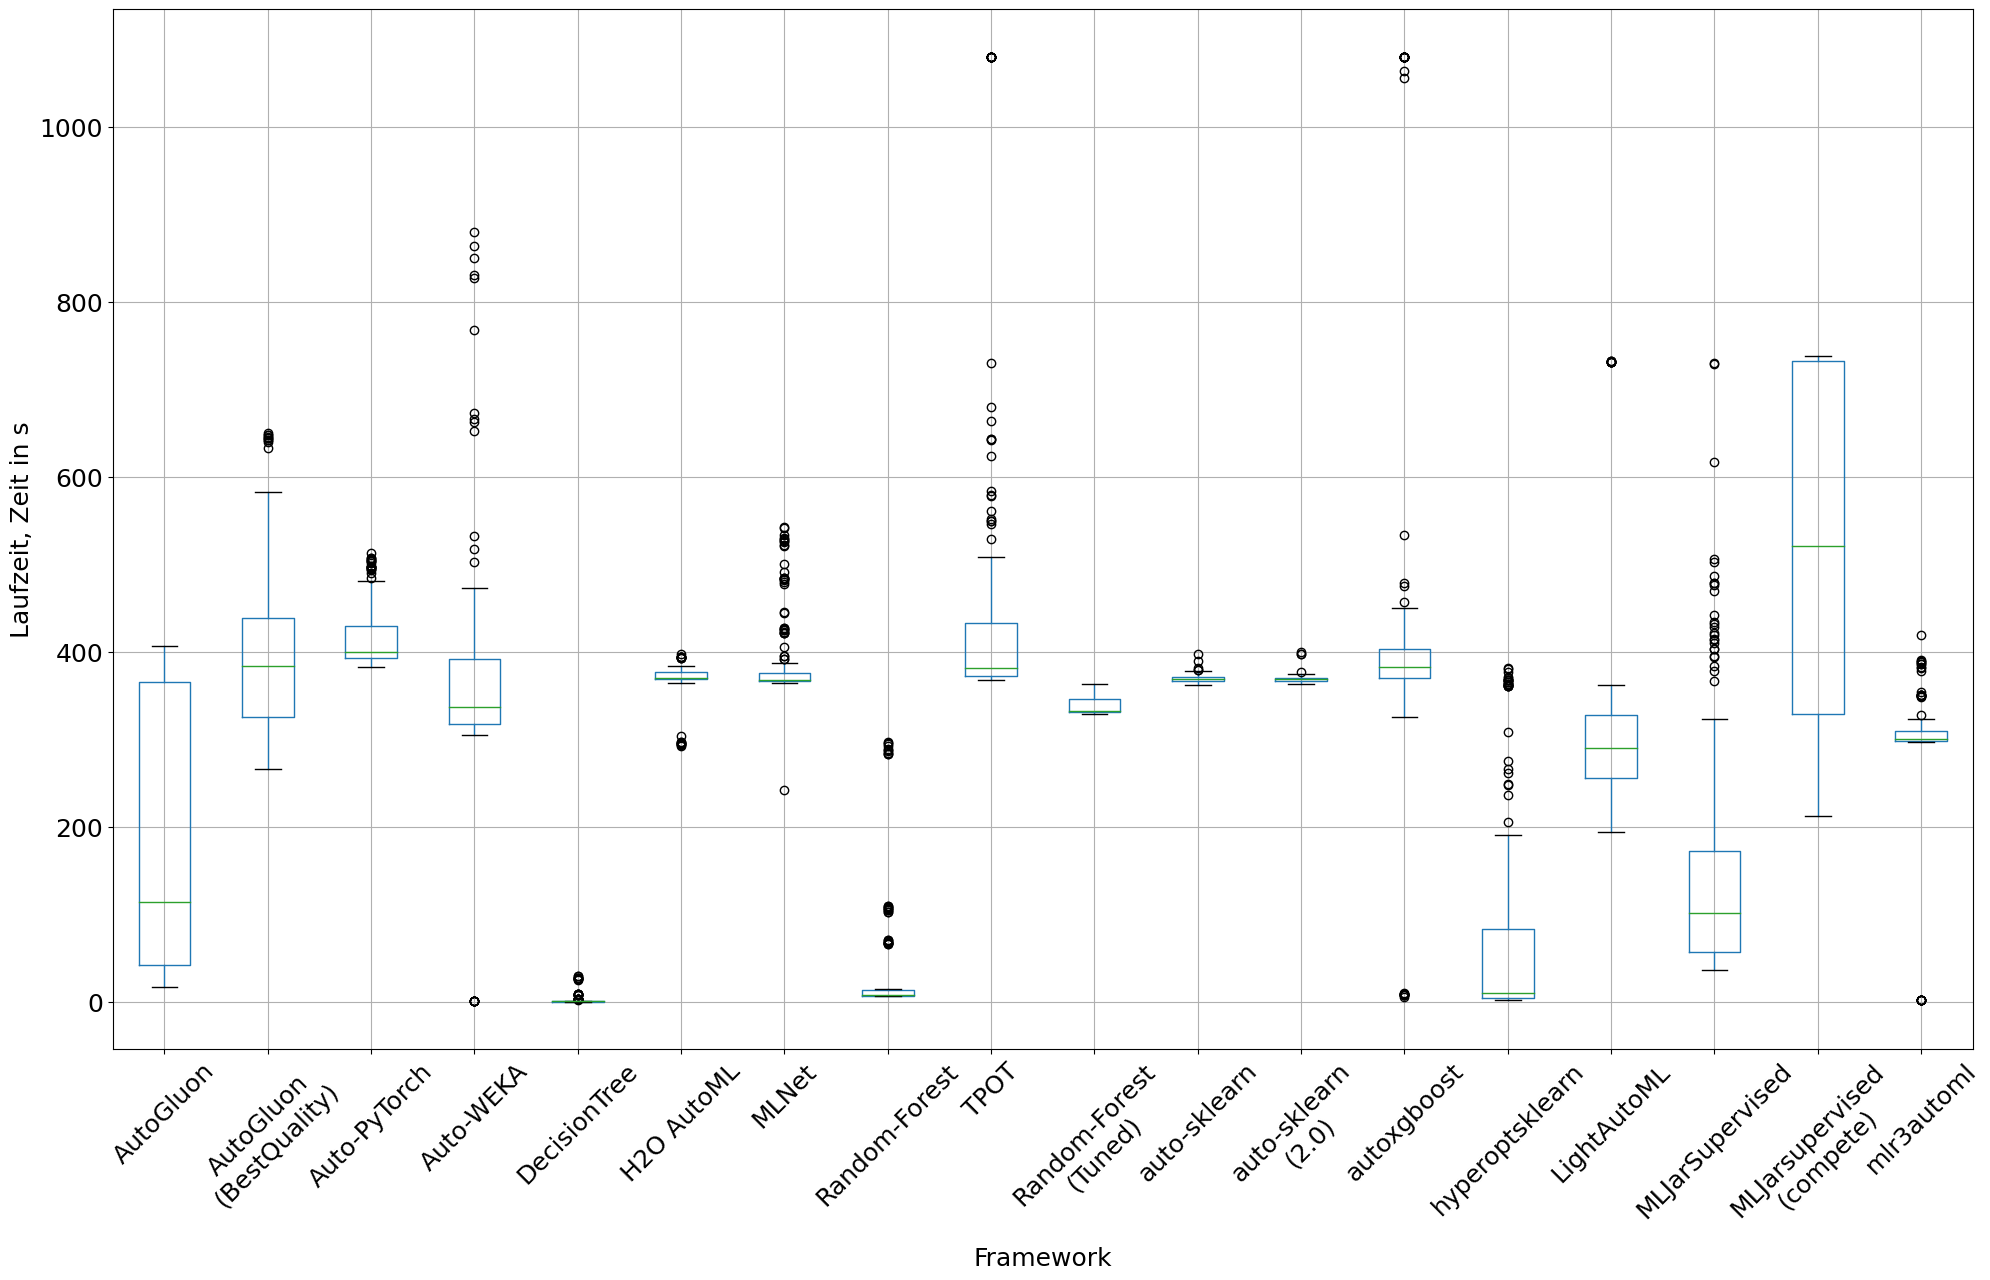 Laufzeit, Zeit in s
1000
800
600
400
200
0
AutoGluon
AutoGluon
(BestQuality)
Auto-PyTorch
Auto-WEKA
DecisionTree
H2O AutoML
MLNet
Random-Forest
TPOT
Random-Forest
(Tuned)
auto-sklearn
auto-sklearn
(2.0)
autoxgboost
hyperoptsklearn
LightAutoML
MLJarSupervised
MLJarsupervised
(compete)
mlr3automl
Framework